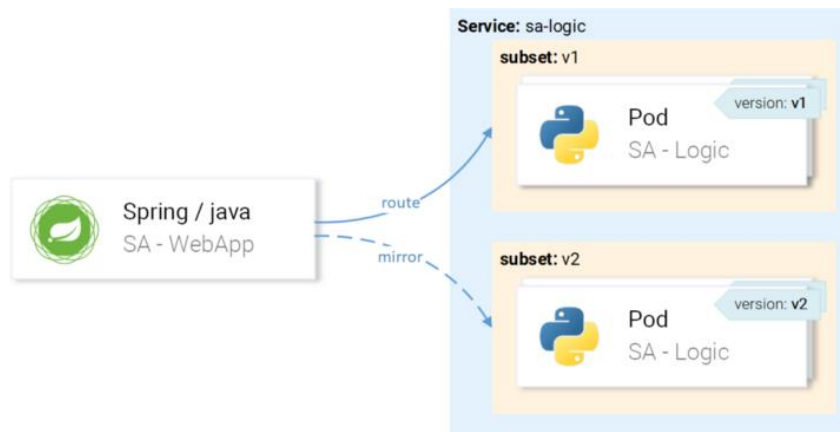 Service: sa-logic
subset: v1
version: v1
Pod
SA - Logic
Spring / java
SA - WebApp
route
mirror
subset: v2
version: v2
Pod
SA - Logic